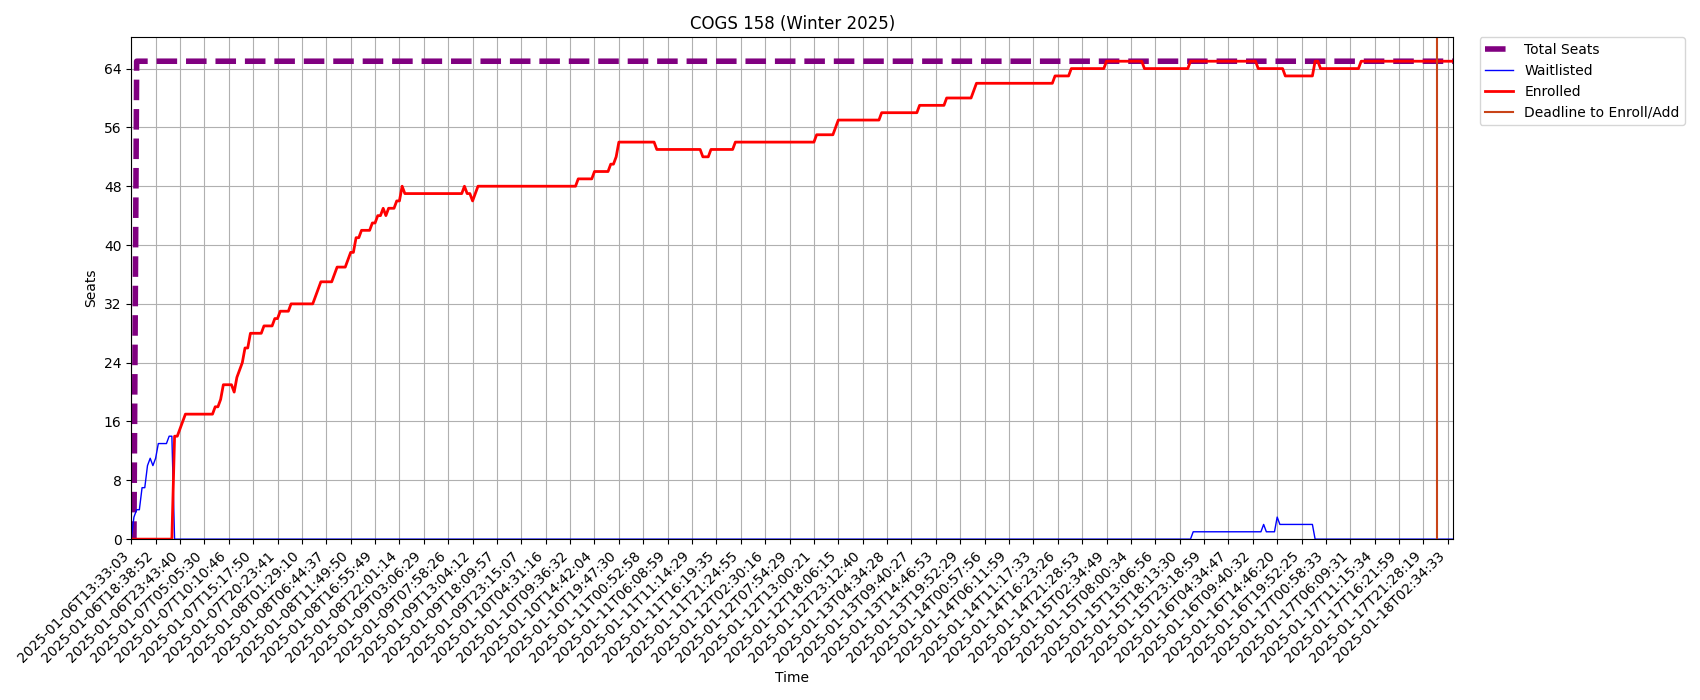 COGS 158 (Winter 2025)
Total Seats
Waitlisted
Enrolled
Deadline to Enroll/Add
Seats
64
56
48
40
32
24
16
8
0
2025-01-06T13:33:03
2025-01-06T18:38:52
2025-01-06T23:43:40
2025-01-07T05:05:30
2025-01-07T10:10:46
2025-01-07T15:17:50
2025-01-07T20:23:41
2025-01-08T01:29:10
2025-01-08T06:44:37
2025-01-08T11:49:50
2025-01-08T16:55:49
2025-01-08T22:01:14
2025-01-09T03:06:29
2025-01-09T07:58:26
2025-01-09T13:04:12
2025-01-09T18:09:57
2025-01-09T23:15:07
2025-01-10T04:31:16
2025-01-10T09:36:32
2025-01-10T14:42:04
2025-01-10T19:47:30
2025-01-11T00:52:58
2025-01-11T06:08:59
2025-01-11T11:14:29
2025-01-11T16:19:35
2025-01-11T21:24:55
2025-01-12T02:30:16
2025-01-12T07:54:29
2025-01-12T13:00:21
2025-01-12T18:06:15
2025-01-12T23:12:40
2025-01-13T04:34:28
2025-01-13T09:40:27
2025-01-13T14:46:53
2025-01-13T19:52:29
2025-01-14T00:57:56
2025-01-14T06:11:59
2025-01-14T11:17:33
2025-01-14T16:23:26
2025-01-14T21:28:53
2025-01-15T02:34:49
2025-01-15T08:00:34
2025-01-15T13:06:56
2025-01-15T18:13:30
2025-01-15T23:18:59
2025-01-16T04:34:47
2025-01-16T09:40:32
2025-01-16T14:46:20
2025-01-16T19:52:25
2025-01-17T00:58:33
2025-01-17T06:09:31
2025-01-17T11:15:34
2025-01-17T16:21:59
2025-01-17T21:28:19
2025-01-18T02:34:33
Time